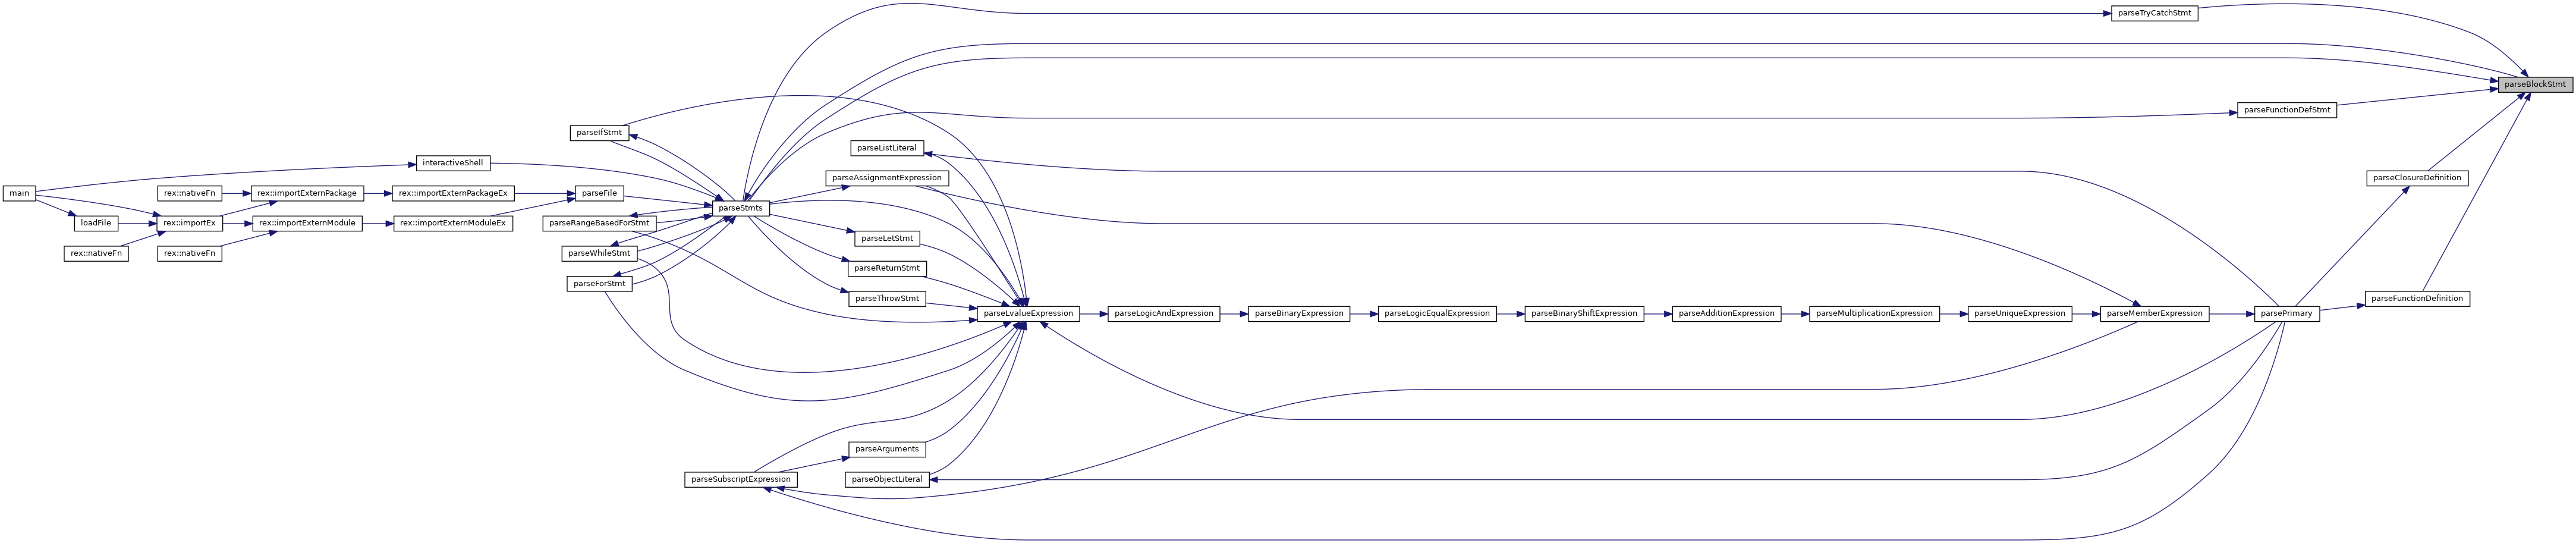 parseTryCatchStmt
parseBlockStmt
parseFunctionDefStmt
parseIfStmt
parseListLiteral
interactiveShell
parseAssignmentExpression
parseClosureDefinition
main
rex::nativeFn
rex::importExternPackage
rex::importExternPackageEx
parseFile
parseStmts
loadFile
rex::importEx
rex::importExternModule
rex::importExternModuleEx
parseRangeBasedForStmt
parseLetStmt
rex::nativeFn
rex::nativeFn
parseWhileStmt
parseReturnStmt
parseForStmt
parseThrowStmt
parseFunctionDefinition
parseLvalueExpression
parseLogicAndExpression
parseBinaryExpression
parseLogicEqualExpression
parseBinaryShiftExpression
parseAdditionExpression
parseMultiplicationExpression
parseUniqueExpression
parseMemberExpression
parsePrimary
parseArguments
parseSubscriptExpression
parseObjectLiteral